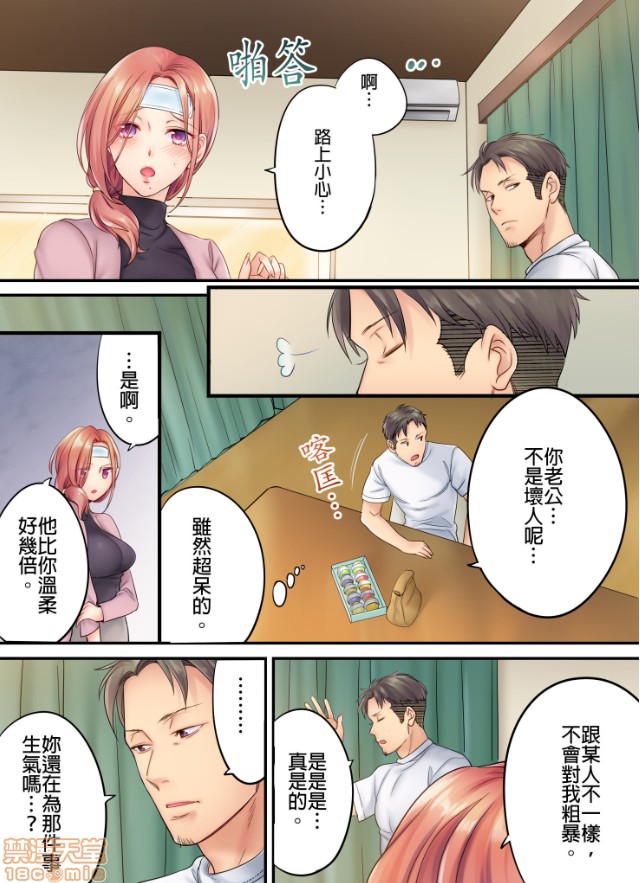 啪答
啊…
路上小心…
你老公…
不是壞人呢…
喀匡…
雖然超呆的。
…是啊。
他比你溫柔
好幾倍。
跟某人不一樣，
不會對我粗暴。
是是是…
真是的。
………
妳還在為那件事
生氣嗎…？
禁漫天堂
18comic